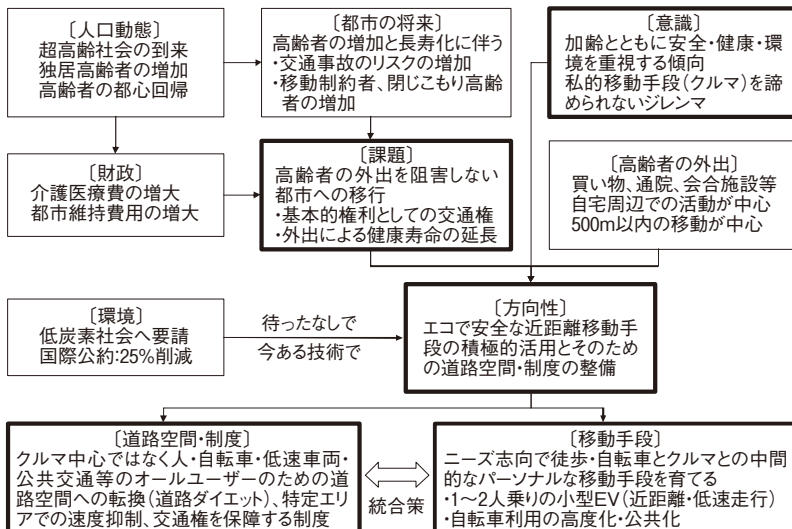 〔人口動態〕
超高齢社会の到来
独居高齢者の増加
高齢者の都心回帰
〔都市の将来〕
高齢者の増加と長寿化に伴う
・交通事故のリスクの増加
・移動制約者、閉じこもり高齢
者の増加
〔意識〕
加齢とともに安全・健康・環
境を重視する傾向
私的移動手段（クルマ）を諦
められないジレンマ
〔財政〕
介護医療費の増大
都市維持費用の増大
〔課題〕
高齢者の外出を阻害しない
都市への移行
・基本的権利としての交通権
・外出による健康寿命の延長
〔高齢者の外出〕
買い物、通院、会合施設等
自宅周辺での活動が中心
500m以内の移動が中心
〔環境〕
低炭素社会へ要請
国際公約：25%削減
待ったなしで
今ある技術で
〔方向性〕
エコで安全な近距離移動手
段の積極的活用とそのため
の道路空間・制度の整備
〔道路空間・制度〕
クルマ中心ではなく人・自転車・低速車両・
公共交通等のオールユーザーのための道
路空間への転換（道路ダイエット）、特定エリ
アでの速度抑制、交通権を保障する制度
統合策
〔移動手段〕
ニーズ志向で徒歩・自転車とクルマとの中間
的なパーソナルな移動手段を育てる
・1～2人乗りの小型EV（近距離・低速走行）
・自転車利用の高度化・公共化